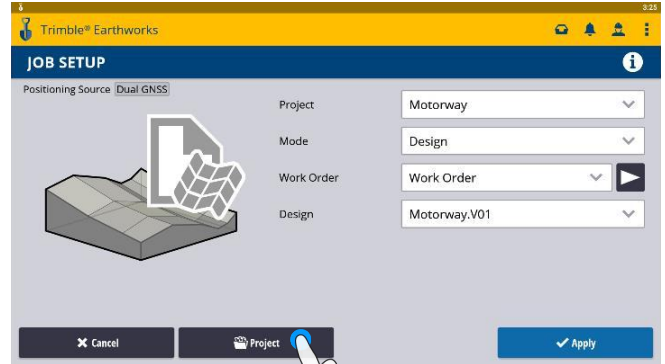 3:25
Trimble® Earthworks
JOB SETUP
Positioning Source Dual GNSS
Project Motorway
Mode Design
Work Order Work Order
Design Motorway.V01
Cancel Project Apply